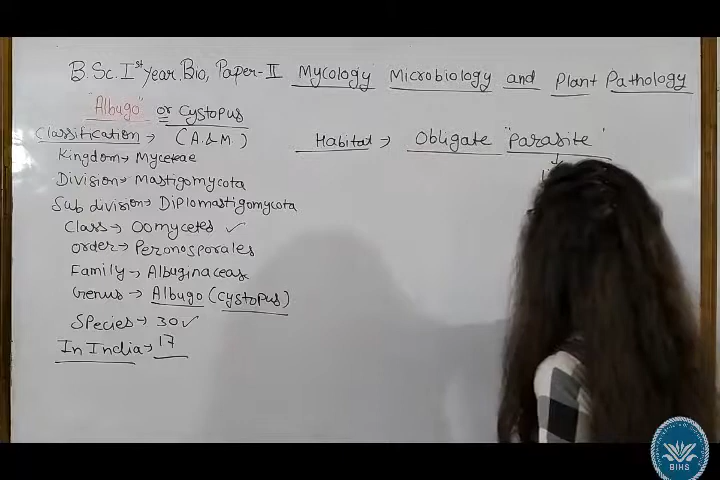 B.Sc. Ist year. Bio, Paper-II Mycology Microbiology and Plant Pathology
"Albugo" or Cystopus
Classification → (A.&M.)
Kingdom → Myceteae
Division → Mastigomycota
Sub division → Diplomastigomycota
Class → Oomycetes ✓
Order → Peronosporales
Family → Albuginaceae
Genus → Albugo (Cystopus)
Species → 30 ✓
In India → 17
Habitat → Obligate "parasite"
BIHS